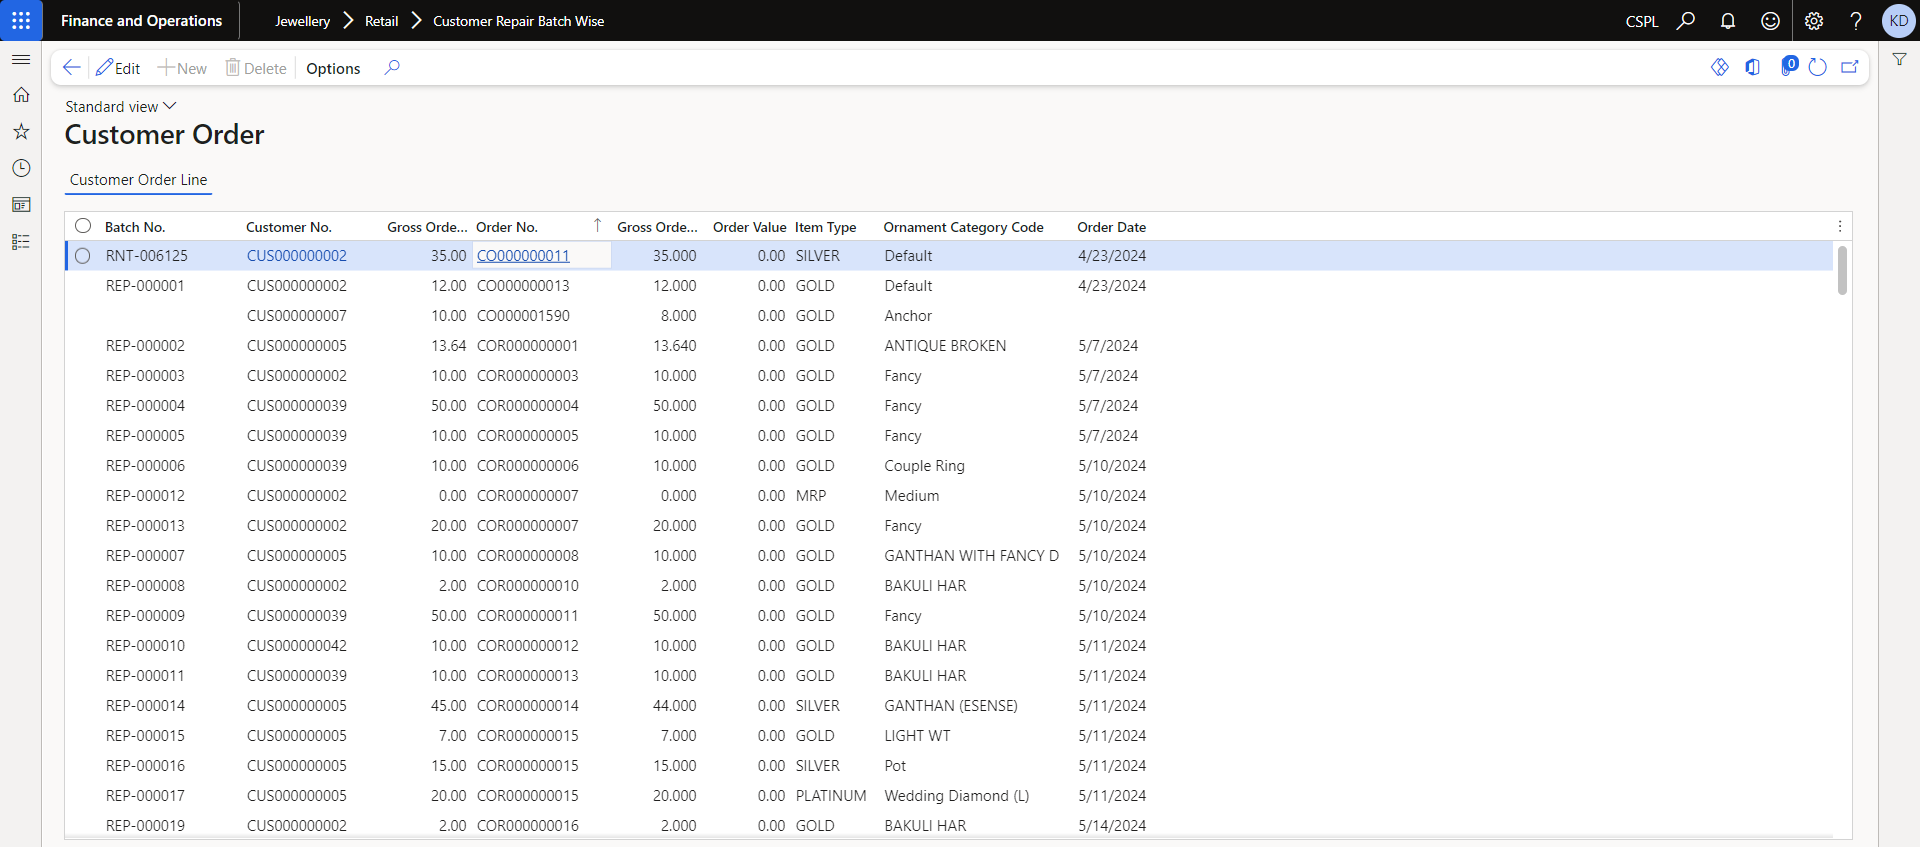 Finance and Operations Jewellery Retail Customer Repair Batch Wise CSPL ? KD
Edit New Delete Options 0
Standard view
Customer Order
Customer Order Line
Batch No. Customer No. Gross Orde... Order No. Gross Orde... Order Value Item Type Ornament Category Code Order Date
RNT-006125 CUS000000002 35.00 CO000000011 35.000 0.00 SILVER Default 4/23/2024
REP-000001 CUS000000002 12.00 CO000000013 12.000 0.00 GOLD Default 4/23/2024
CUS000000007 10.00 CO000001590 8.000 0.00 GOLD Anchor
REP-000002 CUS000000005 13.64 COR000000001 13.640 0.00 GOLD ANTIQUE BROKEN 5/7/2024
REP-000003 CUS000000002 10.00 COR000000003 10.000 0.00 GOLD Fancy 5/7/2024
REP-000004 CUS000000039 50.00 COR000000004 50.000 0.00 GOLD Fancy 5/7/2024
REP-000005 CUS000000039 10.00 COR000000005 10.000 0.00 GOLD Fancy 5/7/2024
REP-000006 CUS000000039 10.00 COR000000006 10.000 0.00 GOLD Couple Ring 5/10/2024
REP-000012 CUS000000002 0.00 COR000000007 0.000 0.00 MRP Medium 5/10/2024
REP-000013 CUS000000002 20.00 COR000000007 20.000 0.00 GOLD Fancy 5/10/2024
REP-000007 CUS000000005 10.00 COR000000008 10.000 0.00 GOLD GANTHAN WITH FANCY D 5/10/2024
REP-000008 CUS000000002 2.00 COR000000010 2.000 0.00 GOLD BAKULI HAR 5/10/2024
REP-000009 CUS000000039 50.00 COR000000011 50.000 0.00 GOLD Fancy 5/10/2024
REP-000010 CUS000000042 10.00 COR000000012 10.000 0.00 GOLD BAKULI HAR 5/11/2024
REP-000011 CUS000000039 10.00 COR000000013 10.000 0.00 GOLD BAKULI HAR 5/11/2024
REP-000014 CUS000000005 45.00 COR000000014 44.000 0.00 SILVER GANTHAN (ESENSE) 5/11/2024
REP-000015 CUS000000005 7.00 COR000000015 7.000 0.00 GOLD LIGHT WT 5/11/2024
REP-000016 CUS000000005 15.00 COR000000015 15.000 0.00 SILVER Pot 5/11/2024
REP-000017 CUS000000005 20.00 COR000000015 20.000 0.00 PLATINUM Wedding Diamond (L) 5/11/2024
REP-000019 CUS000000002 2.00 COR000000016 2.000 0.00 GOLD BAKULI HAR 5/14/2024